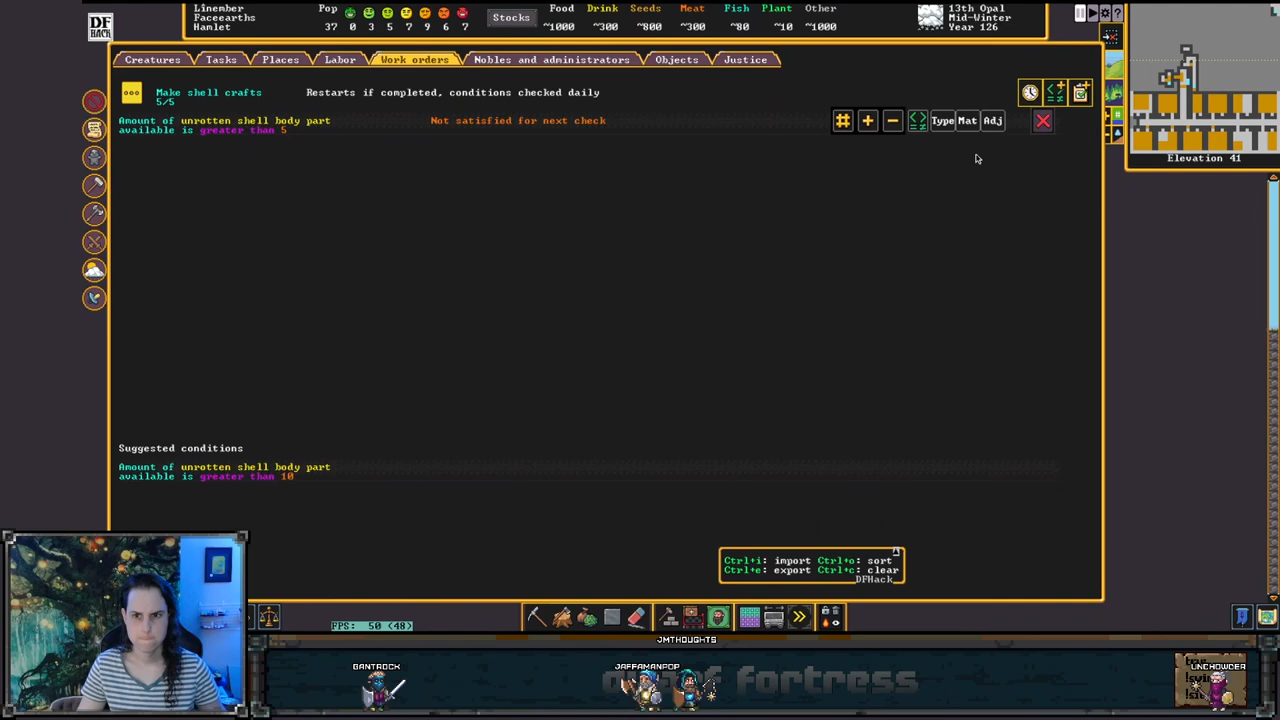 DF
HACK
Linember
Faceearths
Hamlet
Pop
37 0 3 5 7 9 6 7
Stocks
Food Drink Seeds Meat Fish Plant Other
~1000 ~300 ~800 ~300 ~80 ~10 ~1000
13th Opal
Mid-Winter
Year 126
Creatures Tasks Places Labor Work orders Nobles and administrators Objects Justice
Make shell crafts Restarts if completed, conditions checked daily
5/5
Amount of unrotten shell body part Not satisfied for next check
available is greater than 5
Type Mat Adj
Elevation 41
Suggested conditions
Amount of unrotten shell body part
available is greater than 10
Ctrl+i: import Ctrl+o: sort
Ctrl+e: export Ctrl+c: clear
DFHack
FPS: 50 (48)
JMTHOUGHTS
BANTROCK
JAFFAMANPOP
UNCHOWDER
fortress